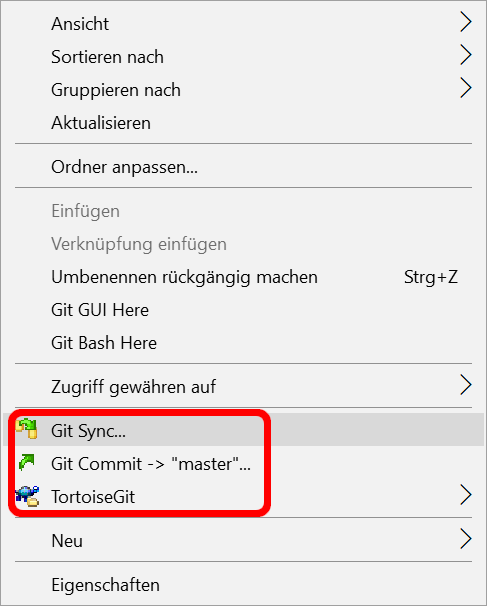 Ansicht
Sortieren nach
Gruppieren nach
Aktualisieren
Ordner anpassen...
Einfügen
Verknüpfung einfügen
Umbenennen rückgängig machen Strg+Z
Git GUI Here
Git Bash Here
Zugriff gewähren auf
Git Sync...
Git Commit -> "master"...
TortoiseGit
Neu
Eigenschaften